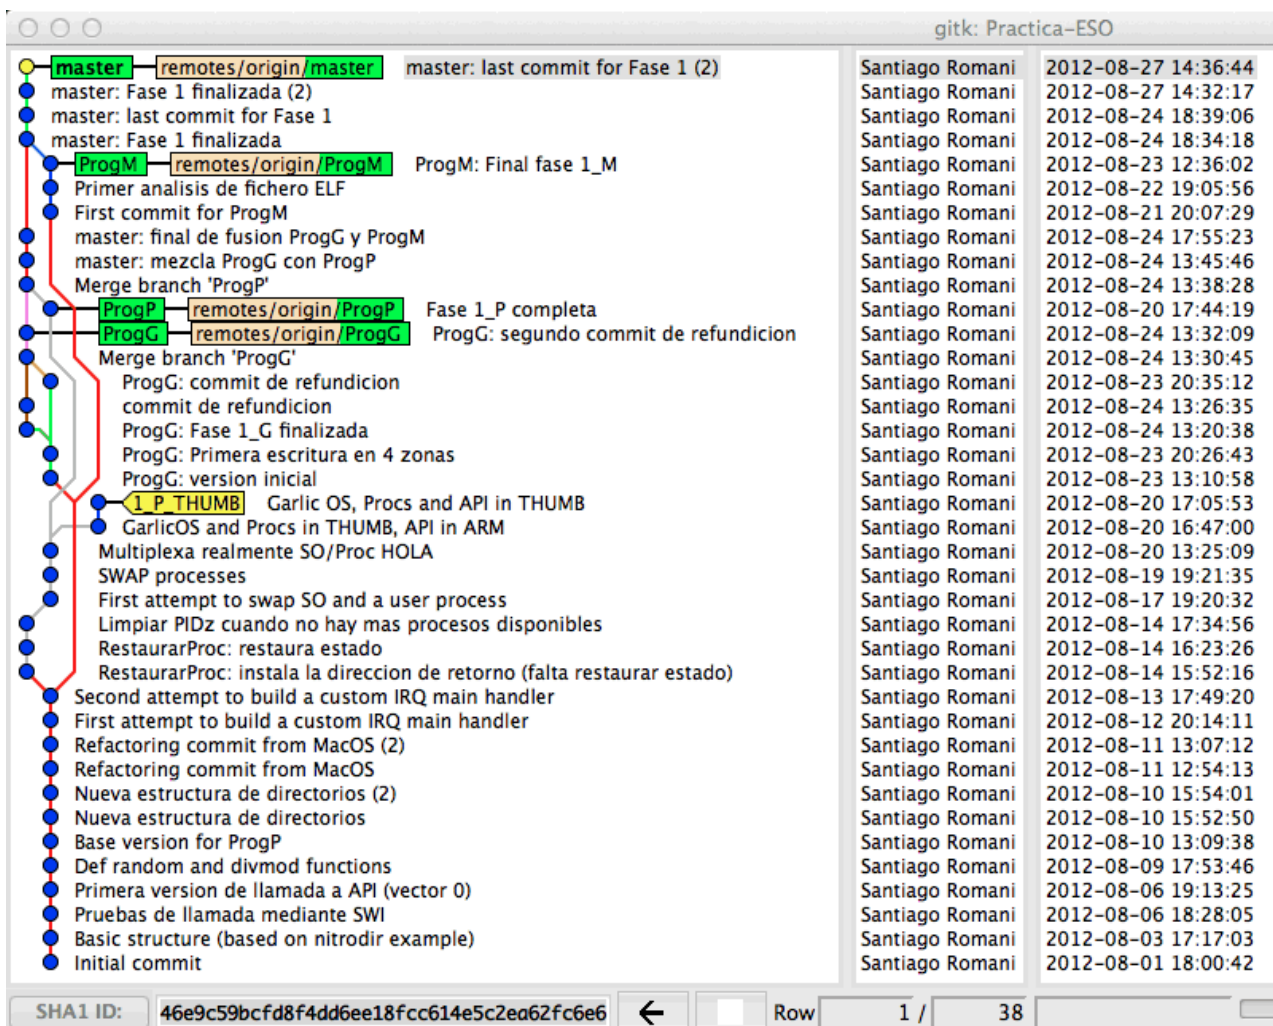 gitk: Practica-ESO
master remotes/origin/master master: last commit for Fase 1 (2) Santiago Romani 2012-08-27 14:36:44
master: Fase 1 finalizada (2) Santiago Romani 2012-08-27 14:32:17
master: last commit for Fase 1 Santiago Romani 2012-08-24 18:39:06
master: Fase 1 finalizada Santiago Romani 2012-08-24 18:34:18
ProgM remotes/origin/ProgM ProgM: Final fase 1_M Santiago Romani 2012-08-23 12:36:02
Primer analisis de fichero ELF Santiago Romani 2012-08-22 19:05:56
First commit for ProgM Santiago Romani 2012-08-21 20:07:29
master: final de fusion ProgG y ProgM Santiago Romani 2012-08-24 17:55:23
master: mezcla ProgG con ProgP Santiago Romani 2012-08-24 13:45:46
Merge branch 'ProgP' Santiago Romani 2012-08-24 13:38:28
ProgP remotes/origin/ProgP Fase 1_P completa Santiago Romani 2012-08-20 17:44:19
ProgG remotes/origin/ProgG ProgG: segundo commit de refundicion Santiago Romani 2012-08-24 13:32:09
Merge branch 'ProgG' Santiago Romani 2012-08-24 13:30:45
ProgG: commit de refundicion Santiago Romani 2012-08-23 20:35:12
commit de refundicion Santiago Romani 2012-08-24 13:26:35
ProgG: Fase 1_G finalizada Santiago Romani 2012-08-24 13:20:38
ProgG: Primera escritura en 4 zonas Santiago Romani 2012-08-23 20:26:43
ProgG: version inicial Santiago Romani 2012-08-23 13:10:58
1_P_THUMB Garlic OS, Procs and API in THUMB Santiago Romani 2012-08-20 17:05:53
GarlicOS and Procs in THUMB, API in ARM Santiago Romani 2012-08-20 16:47:00
Multiplexa realmente SO/Proc HOLA Santiago Romani 2012-08-20 13:25:09
SWAP processes Santiago Romani 2012-08-19 19:21:35
First attempt to swap SO and a user process Santiago Romani 2012-08-17 19:20:32
Limpiar PIDz cuando no hay mas procesos disponibles Santiago Romani 2012-08-14 17:34:56
RestaurarProc: restaura estado Santiago Romani 2012-08-14 16:23:26
RestaurarProc: instala la direccion de retorno (falta restaurar estado) Santiago Romani 2012-08-14 15:52:16
Second attempt to build a custom IRQ main handler Santiago Romani 2012-08-13 17:49:20
First attempt to build a custom IRQ main handler Santiago Romani 2012-08-12 20:14:11
Refactoring commit from MacOS (2) Santiago Romani 2012-08-11 13:07:12
Refactoring commit from MacOS Santiago Romani 2012-08-11 12:54:13
Nueva estructura de directorios (2) Santiago Romani 2012-08-10 15:54:01
Nueva estructura de directorios Santiago Romani 2012-08-10 15:52:50
Base version for ProgP Santiago Romani 2012-08-10 13:09:38
Def random and divmod functions Santiago Romani 2012-08-09 17:53:46
Primera version de llamada a API (vector 0) Santiago Romani 2012-08-06 19:13:25
Pruebas de llamada mediante SWI Santiago Romani 2012-08-06 18:28:05
Basic structure (based on nitrodir example) Santiago Romani 2012-08-03 17:17:03
Initial commit Santiago Romani 2012-08-01 18:00:42
SHA1 ID: 46e9c59bcfd8f4dd6ee18fcc614e5c2ea62fc6e6 Row 1 / 38